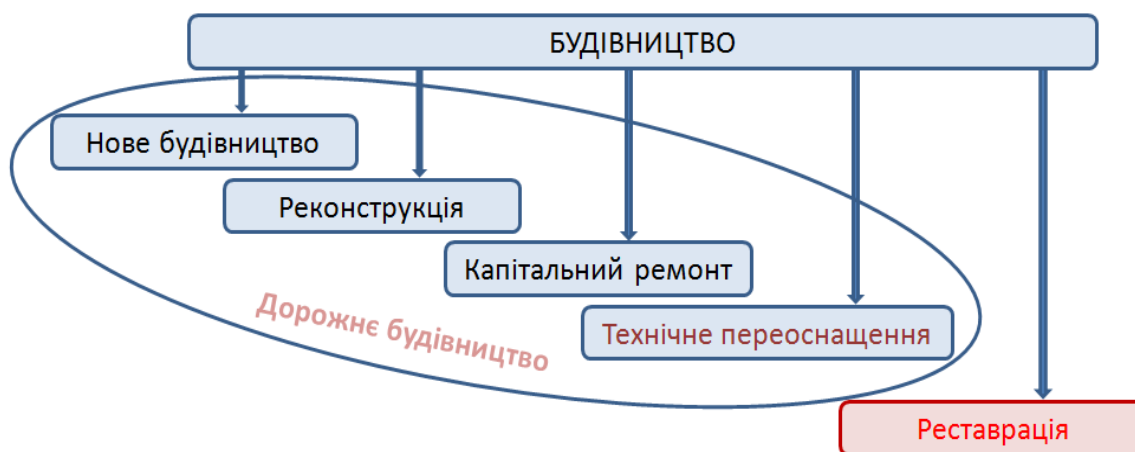 БУДІВНИЦТВО
Нове будівництво
Реконструкція
Капітальний ремонт
Дорожнє будівництво
Технічне переоснащення
Реставрація